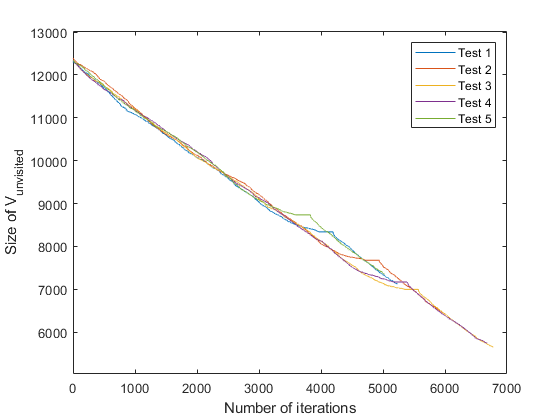 13000
12000
11000
10000
9000
8000
7000
6000
0
1000
2000
3000
4000
5000
6000
7000
Size of V_unvisited
Number of iterations
Test 1
Test 2
Test 3
Test 4
Test 5